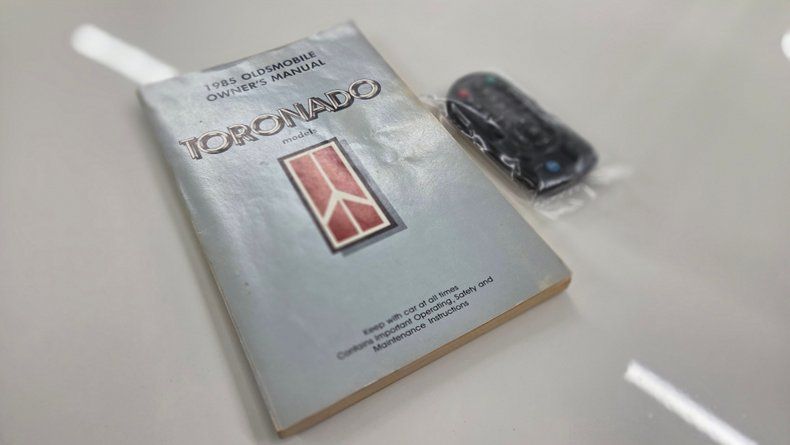 1985 OLDSMOBILE
OWNER'S MANUAL
TORONADO
models
Keep with car at all times
Contains Important Operating, Safety and
Maintenance Instructions